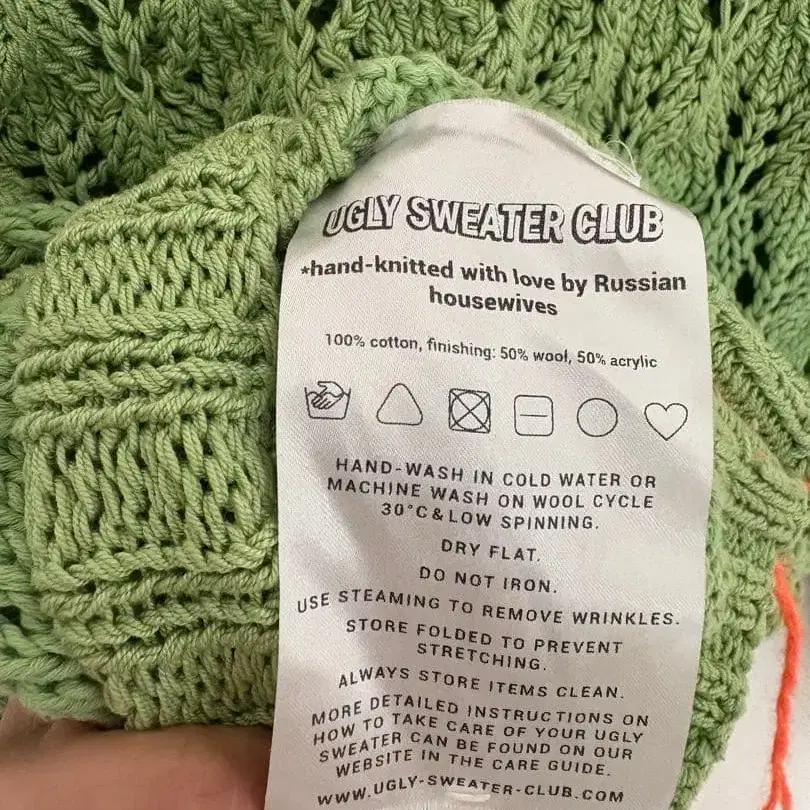 UGLY SWEATER CLUB
*hand-knitted with love by Russian
housewives
100% cotton, finishing: 50% wool, 50% acrylic
HAND-WASH IN COLD WATER OR
MACHINE WASH ON WOOL CYCLE
30°C & LOW SPINNING.
DRY FLAT.
DO NOT IRON.
USE STEAMING TO REMOVE WRINKLES.
STORE FOLDED TO PREVENT
STRETCHING.
ALWAYS STORE ITEMS CLEAN.
MORE DETAILED INSTRUCTIONS ON
HOW TO TAKE CARE OF YOUR UGLY
SWEATER CAN BE FOUND ON OUR
WEBSITE IN THE CARE GUIDE.
WWW.UGLY-SWEATER-CLUB.COM